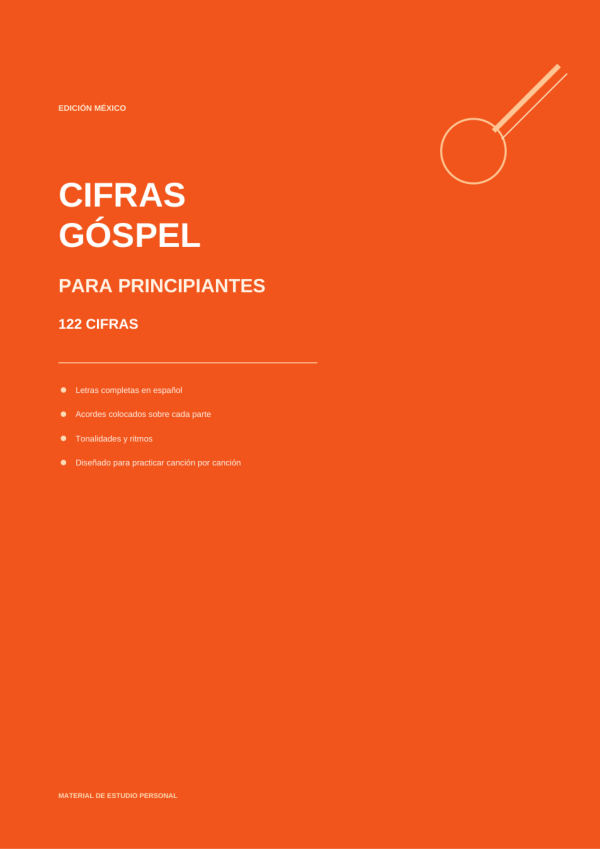 EDICIÓN MÉXICO
CIFRAS
GÓSPEL
PARA PRINCIPIANTES
122 CIFRAS
Letras completas en español
Acordes colocados sobre cada parte
Tonalidades y ritmos
Diseñado para practicar canción por canción
MATERIAL DE ESTUDIO PERSONAL